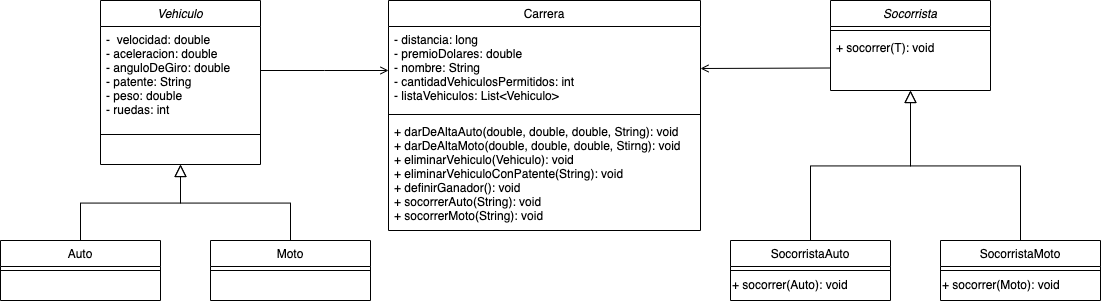 Vehiculo
- velocidad: double
- aceleracion: double
- anguloDeGiro: double
- patente: String
- peso: double
- ruedas: int
Carrera
- distancia: long
- premioDolares: double
- nombre: String
- cantidadVehiculosPermitidos: int
- listaVehiculos: List<Vehiculo>
+ darDeAltaAuto(double, double, double, String): void
+ darDeAltaMoto(double, double, double, Stirng): void
+ eliminarVehiculo(Vehiculo): void
+ eliminarVehiculoConPatente(String): void
+ definirGanador(): void
+ socorrerAuto(String): void
+ socorrerMoto(String): void
Socorrista
+ socorrer(T): void
Auto
Moto
SocorristaAuto
+ socorrer(Auto): void
SocorristaMoto
+ socorrer(Moto): void